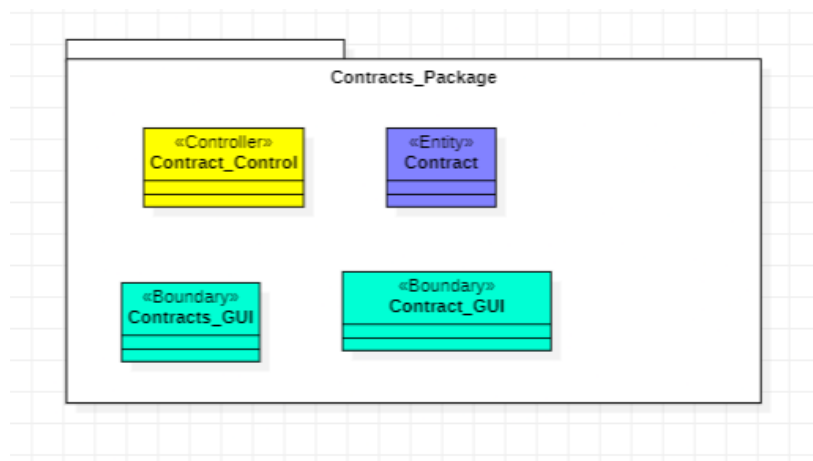 Contracts_Package
«Controller»
Contract_Control
«Entity»
Contract
«Boundary»
Contracts_GUI
«Boundary»
Contract_GUI